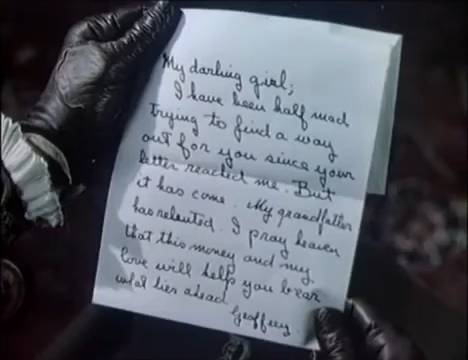 My darling girl;
I have been half mad
trying to find a way
out for you since your
letter reached me. But
it has come. My grandfather
has relented. I pray heaven
that this money and my
love will help you bear
what lies ahead
Geoffrey.